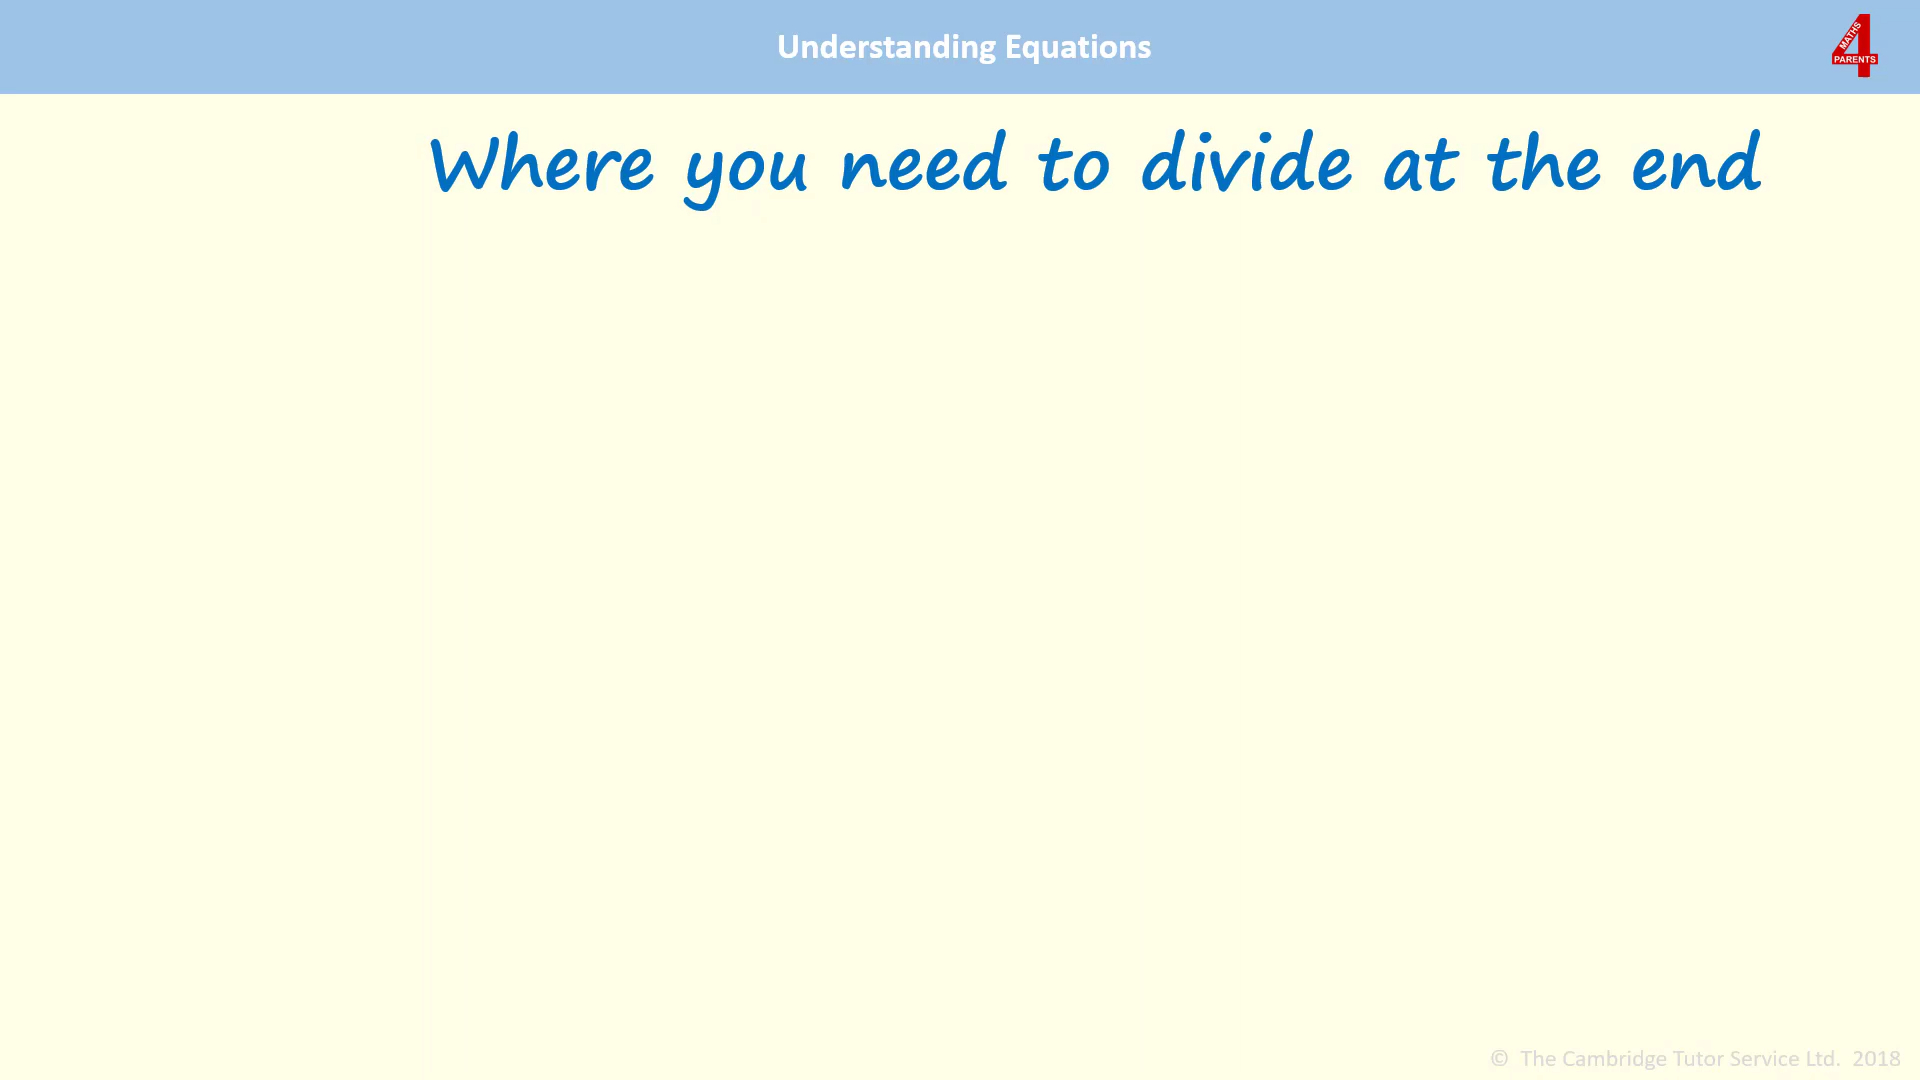 Understanding Equations
MATHS
4
PARENTS
Where you need to divide at the end
© The Cambridge Tutor Service Ltd. 2018